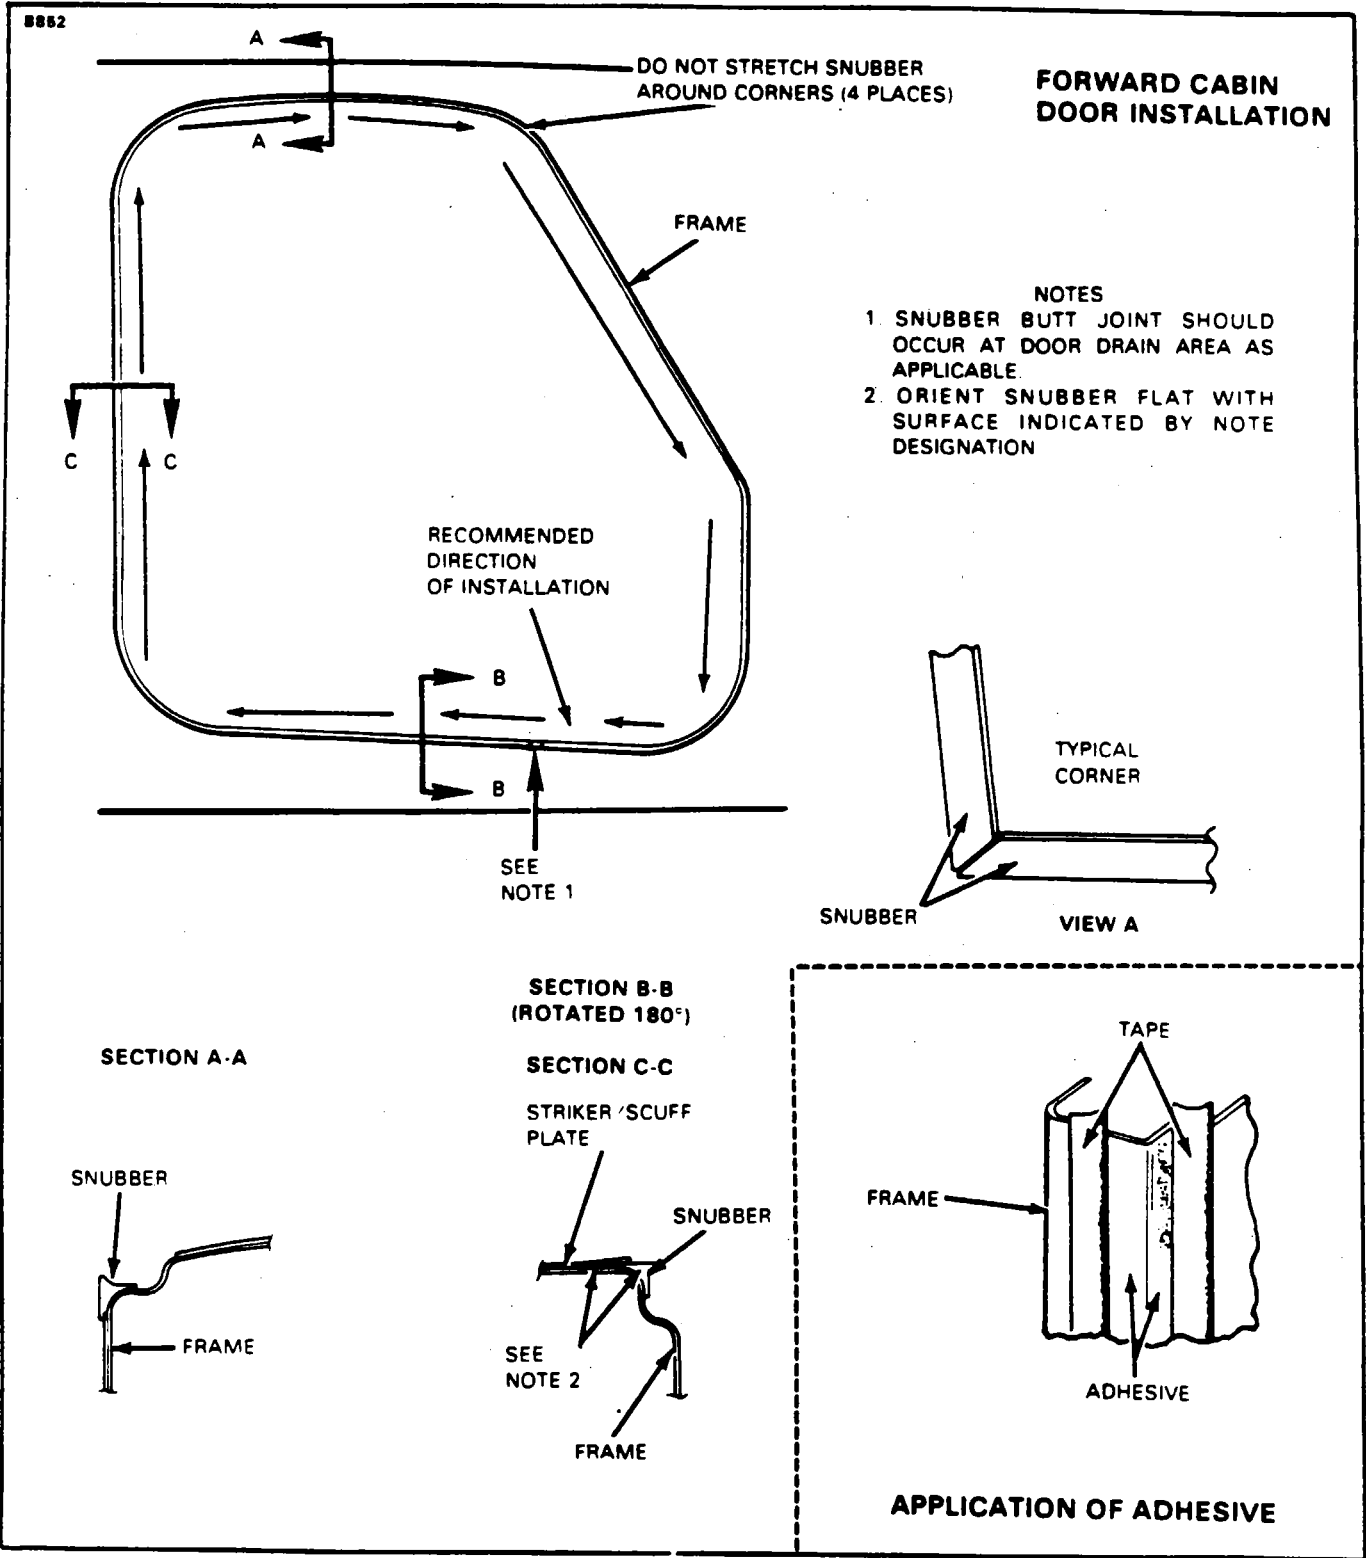 B852
A
DO NOT STRETCH SNUBBER
AROUND CORNERS (4 PLACES)
FORWARD CABIN
DOOR INSTALLATION
A
FRAME
NOTES
1. SNUBBER BUTT JOINT SHOULD
OCCUR AT DOOR DRAIN AREA AS
APPLICABLE.
2. ORIENT SNUBBER FLAT WITH
SURFACE INDICATED BY NOTE
DESIGNATION
C
C
RECOMMENDED
DIRECTION
OF INSTALLATION
B
B
SEE
NOTE 1
TYPICAL
CORNER
SNUBBER
VIEW A
SECTION A-A
SECTION B-B
(ROTATED 180°)
SECTION C-C
STRIKER/SCUFF
PLATE
SNUBBER
FRAME
SNUBBER
SEE
NOTE 2
FRAME
TAPE
FRAME
ADHESIVE
APPLICATION OF ADHESIVE